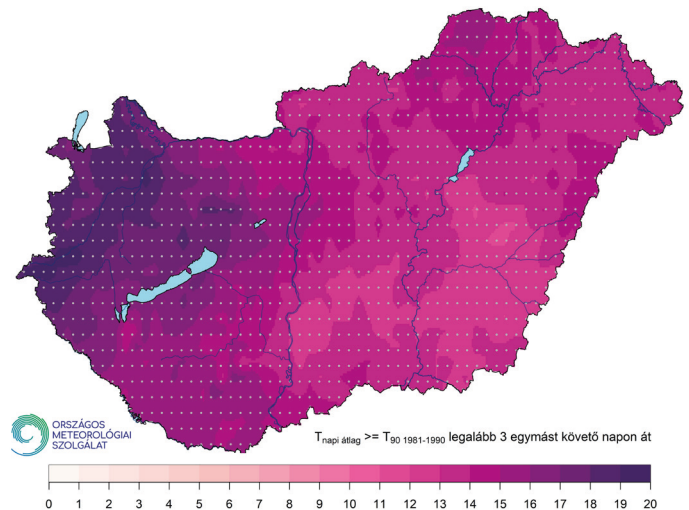 ORSZÁGOS
METEOROLÓGIAI
SZOLGÁLAT
Tnapi átlag >= T90 1981-1990 legalább 3 egymást követő napon át
0 1 2 3 4 5 6 7 8 9 10 11 12 13 14 15 16 17 18 19 20